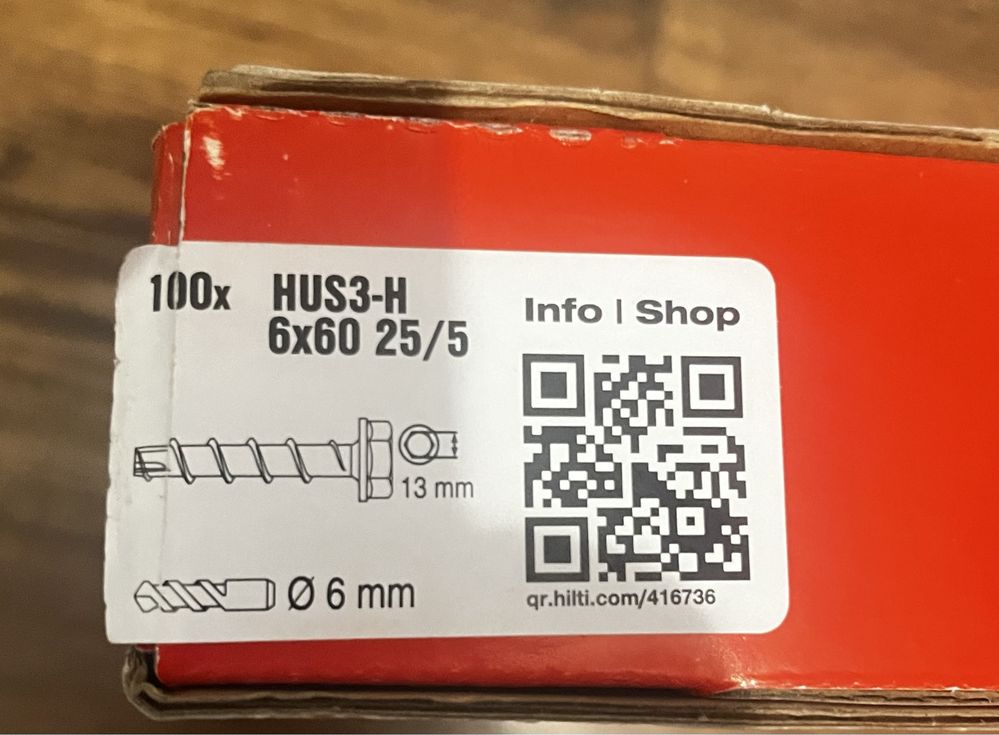 100x HUS3-H
6x60 25/5
Info | Shop
13 mm
Ø 6 mm
qr.hilti.com/416736